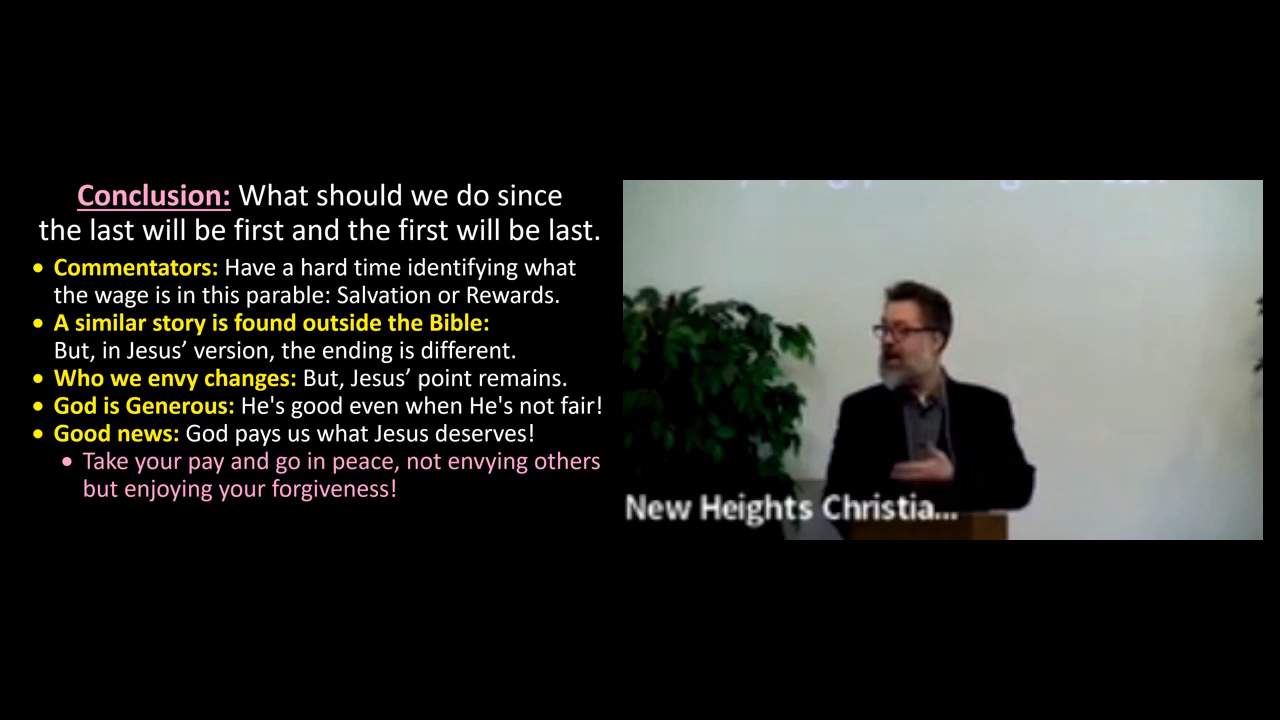 Conclusion: What should we do since
the last will be first and the first will be last.
• Commentators: Have a hard time identifying what
the wage is in this parable: Salvation or Rewards.
• A similar story is found outside the Bible:
But, in Jesus’ version, the ending is different.
• Who we envy changes: But, Jesus’ point remains.
• God is Generous: He's good even when He's not fair!
• Good news: God pays us what Jesus deserves!
• Take your pay and go in peace, not envying others
but enjoying your forgiveness!
New Heights Christia...